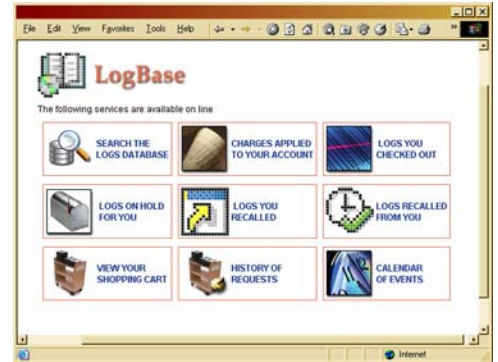 File Edit View Favorites Tools Help
LogBase
The following services are available on line
SEARCH THE
LOGS DATABASE
CHARGES APPLIED
TO YOUR ACCOUNT
LOGS YOU
CHECKED OUT
LOGS ON HOLD
FOR YOU
LOGS YOU
RECALLED
LOGS RECALLED
FROM YOU
VIEW YOUR
SHOPPING CART
HISTORY OF
REQUESTS
CALENDAR
OF EVENTS
Internet